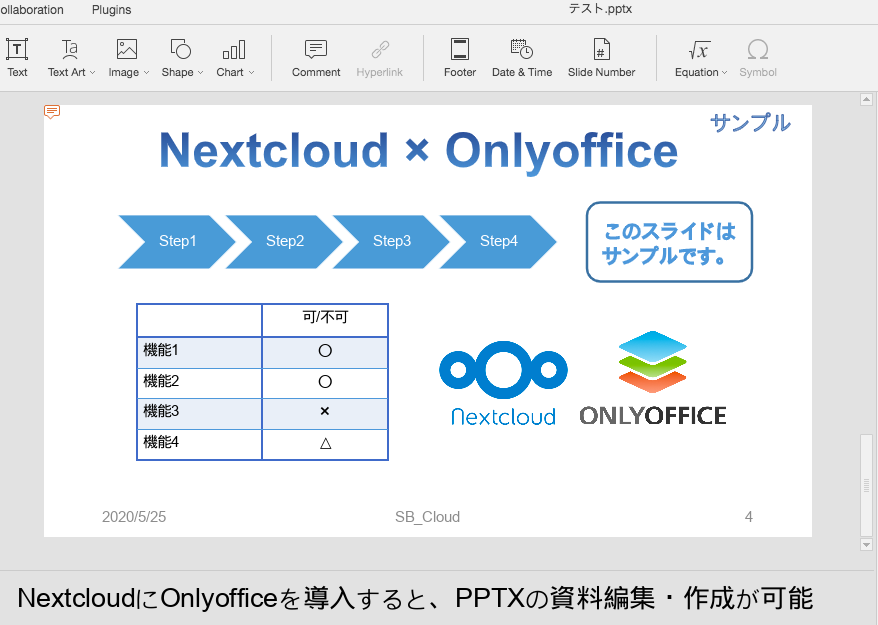 ollaboration Plugins テスト.pptx
Text Text Art Image Shape Chart Comment Hyperlink Footer Date & Time Slide Number Equation Symbol
サンプル
Nextcloud × Onlyoffice
Step1 Step2 Step3 Step4
このスライドは
サンプルです。
可/不可
機能1 〇
機能2 〇
機能3 ×
機能4 △
Nextcloud
ONLYOFFICE
2020/5/25 SB_Cloud 4
NextcloudにOnlyofficeを導入すると、PPTXの資料編集・作成が可能